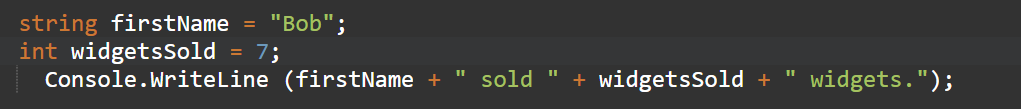 string firstName = "Bob";
int widgetsSold = 7;
  Console.WriteLine (firstName + " sold " + widgetsSold + " widgets.");